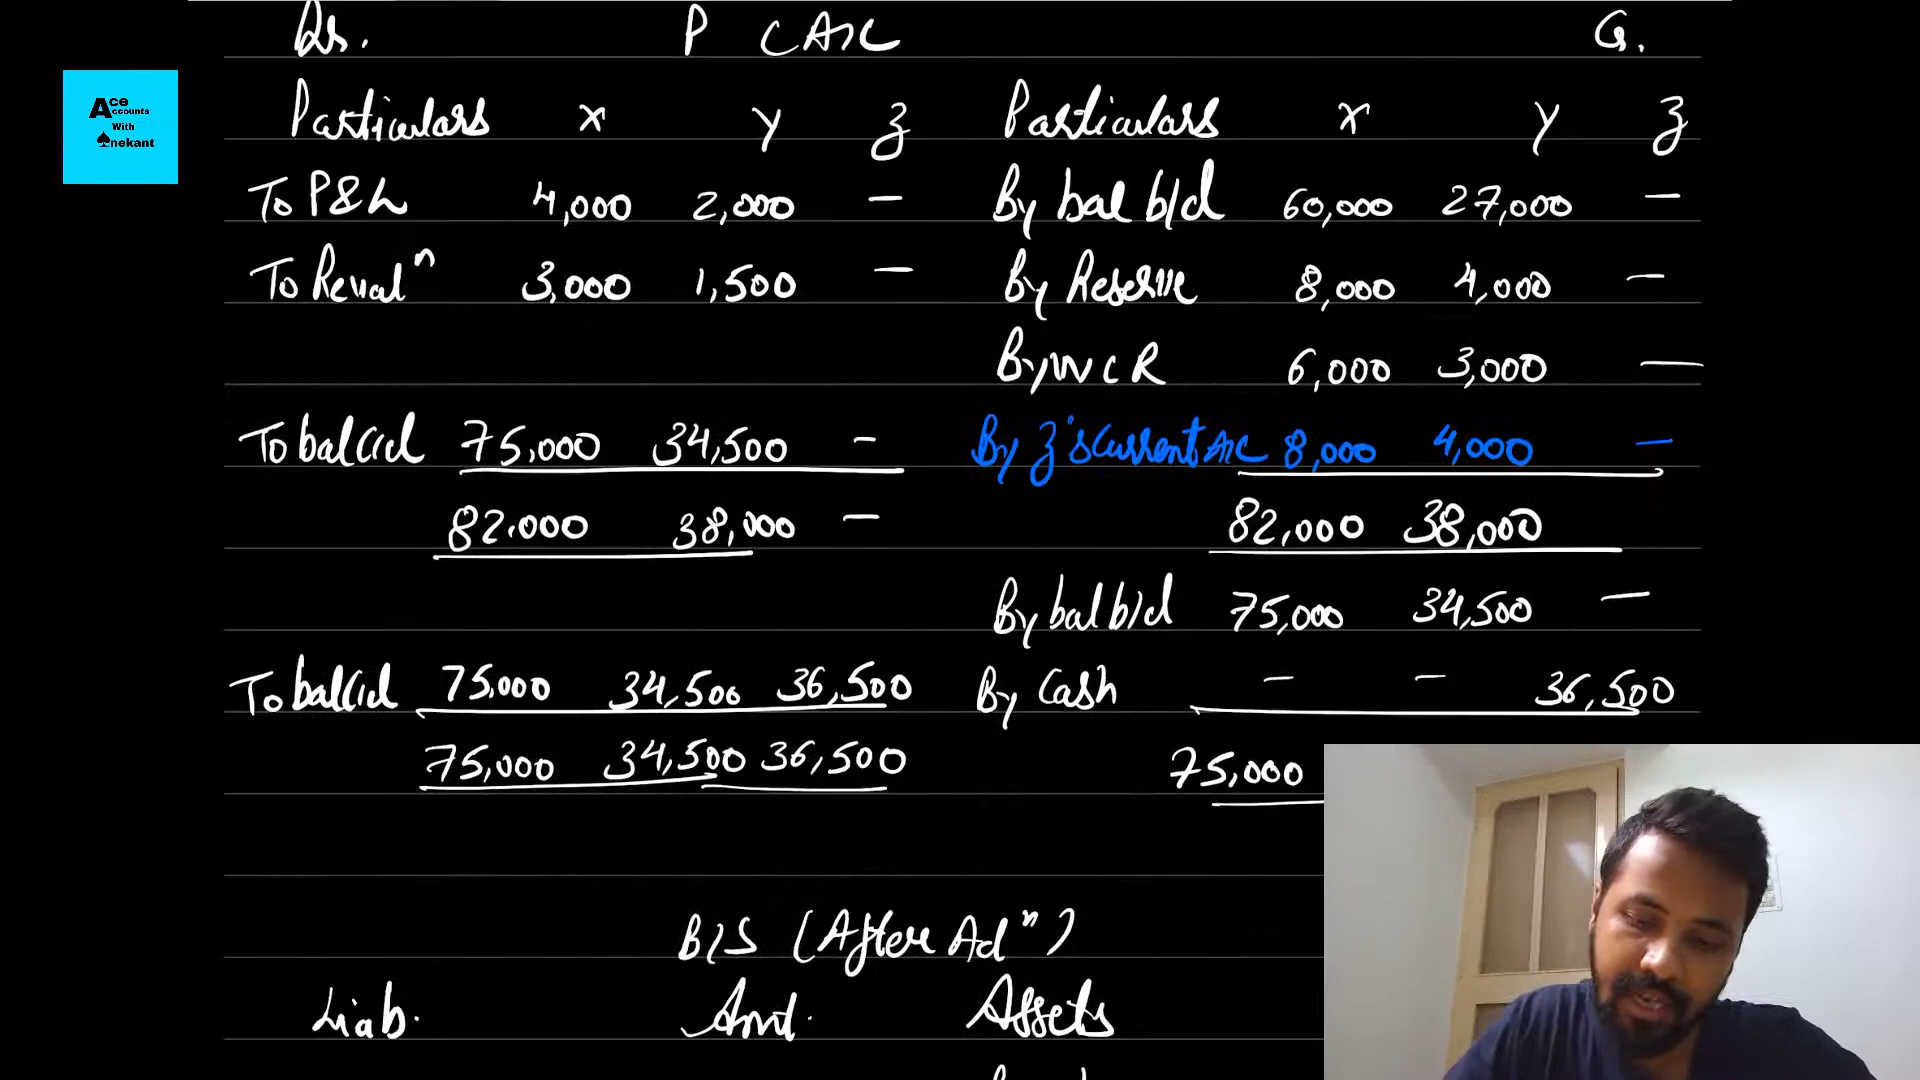 Dr. P CA/C Cr.
Ace
Accounts
With
Anekant
Particulars X Y Z Particulars X Y Z
To P&L 4,000 2,000 — By bal b/d 60,000 27,000 —
To Revalⁿ 3,000 1,500 — By Reserve 8,000 4,000 —
By WCR 6,000 3,000 —
To bal c/d 75,000 34,500 — By Z's Current A/C 8,000 4,000 —
82,000 38,000 — 82,000 38,000
By bal b/d 75,000 34,500 —
To bal c/d 75,000 34,500 36,500 By Cash — — 36,500
75,000 34,500 36,500 75,000
B/S (After Adⁿ)
Liab. Amt. Assets